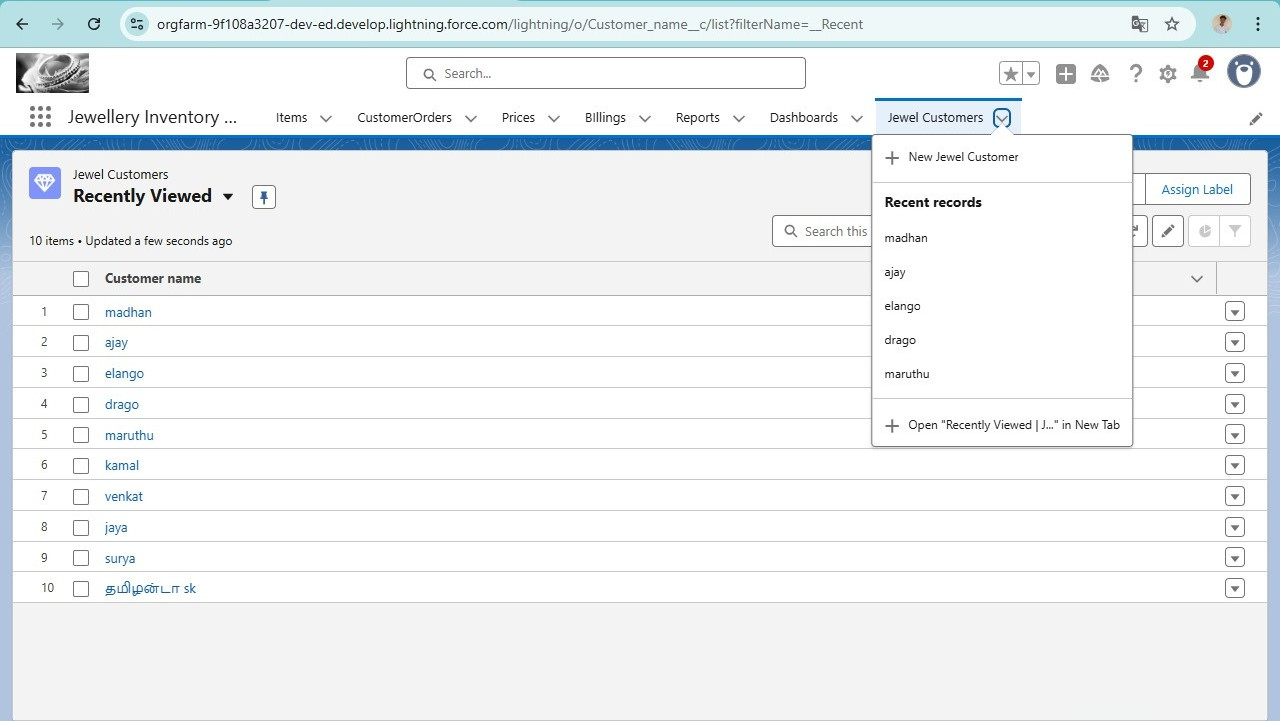 orgfarm-9f108a3207-dev-ed.develop.lightning.force.com/lightning/o/Customer_name__c/list?filterName=__Recent
Search...
2
Jewellery Inventory ...
Items
CustomerOrders
Prices
BIllings
Reports
Dashboards
Jewel Customers
New Jewel Customer
Recent records
madhan
ajay
elango
drago
maruthu
Open "Recently Viewed | J..." in New Tab
Jewel Customers
Recently Viewed
Assign Label
10 items • Updated a few seconds ago
Search this
Customer name
1 madhan
2 ajay
3 elango
4 drago
5 maruthu
6 kamal
7 venkat
8 jaya
9 surya
10 தமிழன்டா sk